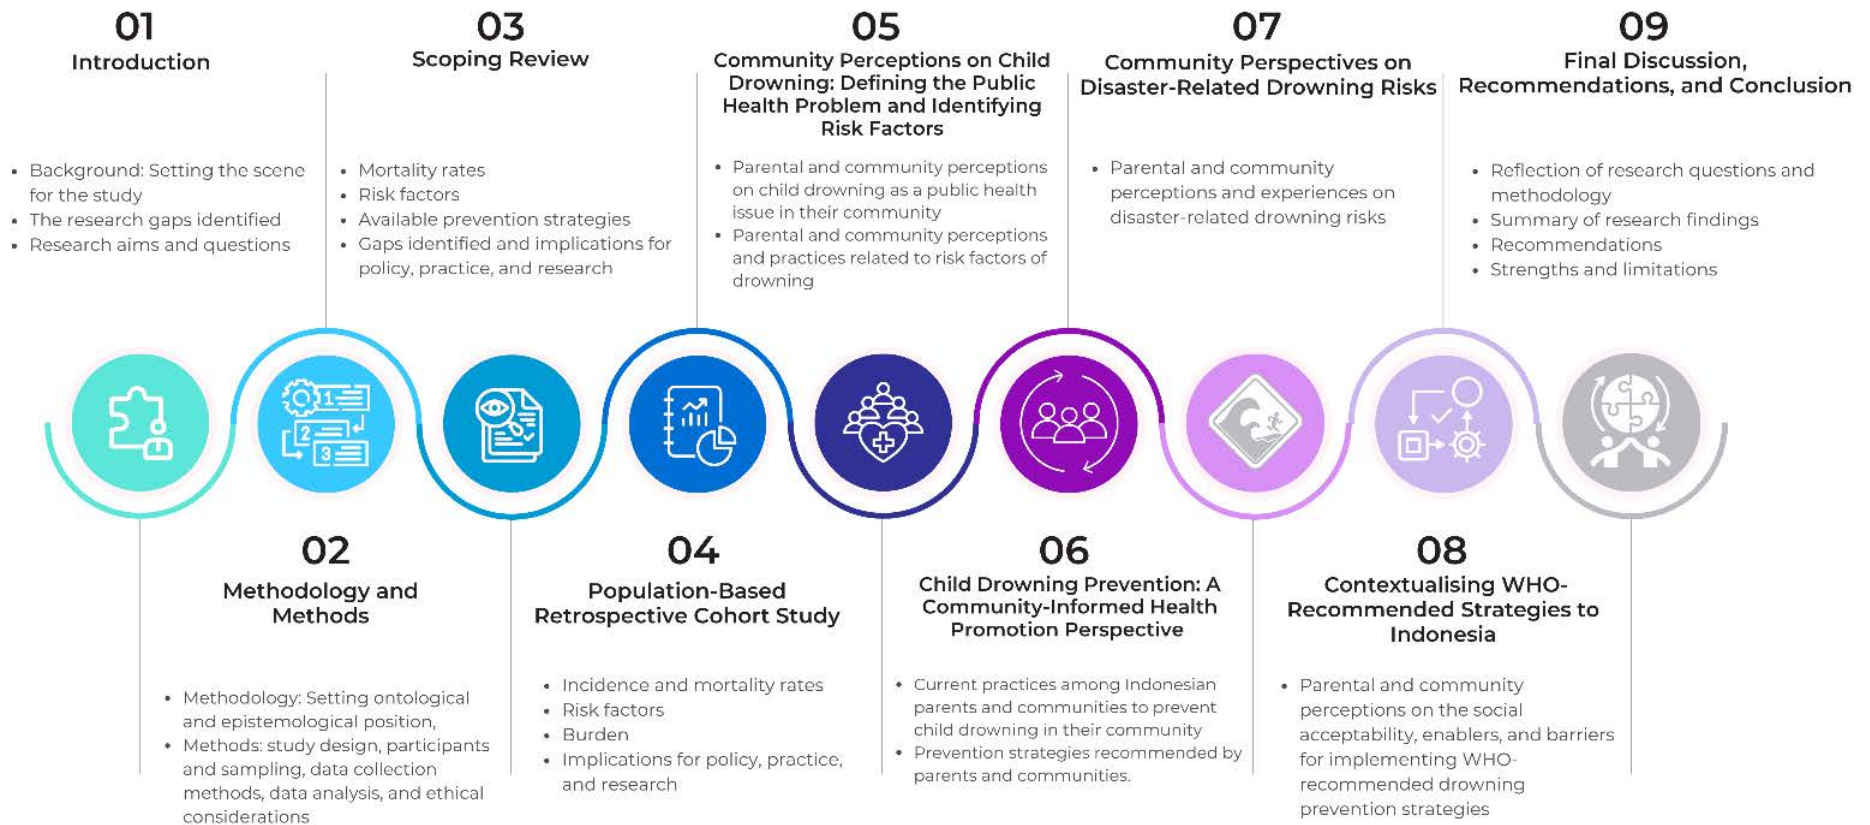 01
Introduction
• Background: Setting the scene
for the study
• The research gaps identified
• Research aims and questions
02
Methodology and
Methods
• Methodology: Setting ontological
and epistemological position,
• Methods: study design, participants
and sampling, data collection
methods, data analysis, and ethical
considerations
03
Scoping Review
• Mortality rates
• Risk factors
• Available prevention strategies
• Gaps identified and implications for
policy, practice, and research
04
Population-Based
Retrospective Cohort Study
• Incidence and mortality rates
• Risk factors
• Burden
• Implications for policy, practice,
and research
05
Community Perceptions on Child
Drowning: Defining the Public
Health Problem and Identifying
Risk Factors
• Parental and community perceptions
on child drowning as a public health
issue in their community
• Parental and community perceptions
and practices related to risk factors of
drowning
06
Child Drowning Prevention: A
Community-Informed Health
Promotion Perspective
• Current practices among Indonesian
parents and communities to prevent
child drowning in their community
• Prevention strategies recommended by
parents and communities.
07
Community Perspectives on
Disaster-Related Drowning Risks
• Parental and community
perceptions and experiences on
disaster-related drowning risks
08
Contextualising WHO-
Recommended Strategies to
Indonesia
• Parental and community
perceptions on the social
acceptability, enablers, and barriers
for implementing WHO-
recommended drowning
prevention strategies
09
Final Discussion,
Recommendations, and Conclusion
• Reflection of research questions and
methodology
• Summary of research findings
• Recommendations
• Strengths and limitations
1
2
3